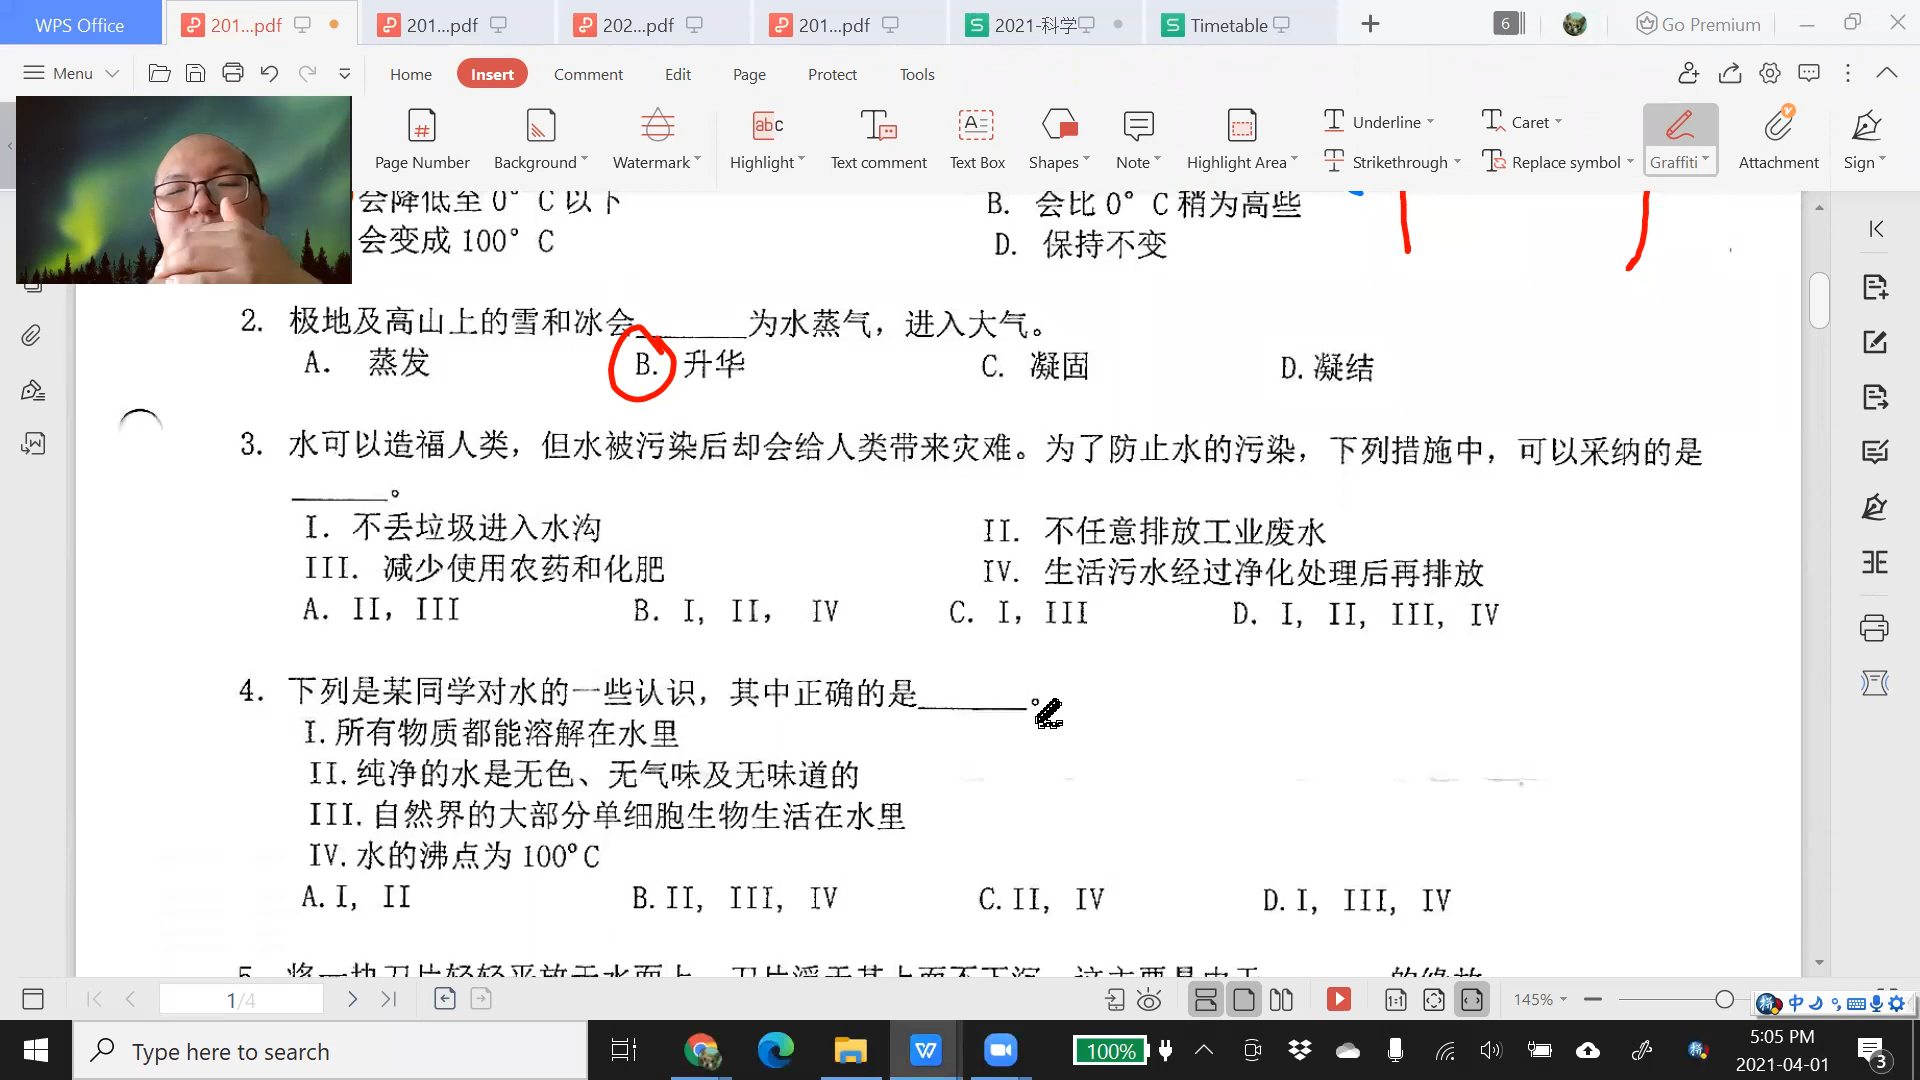 WPS Office
201...pdf
201...pdf
202...pdf
201...pdf
2021-科学
Timetable
6
Go Premium
Menu
Home
Insert
Comment
Edit
Page
Protect
Tools
Page Number
Background
Watermark
Highlight
Text comment
Text Box
Shapes
Note
Highlight Area
Underline
Strikethrough
Caret
Replace symbol
Graffiti
Attachment
Sign
会降低至 0° C 以下
B. 会比 0° C 稍为高些
会变成 100° C
D. 保持不变
2. 极地及高山上的雪和冰会______为水蒸气，进入大气。
A. 蒸发 B. 升华 C. 凝固 D. 凝结
3. 水可以造福人类，但水被污染后却会给人类带来灾难。为了防止水的污染，下列措施中，可以采纳的是
______。
I. 不丢垃圾进入水沟 II. 不任意排放工业废水
III. 减少使用农药和化肥 IV. 生活污水经过净化处理后再排放
A. II, III B. I, II, IV C. I, III D. I, II, III, IV
4. 下列是某同学对水的一些认识，其中正确的是______。
I. 所有物质都能溶解在水里
II. 纯净的水是无色、无气味及无味道的
III. 自然界的大部分单细胞生物生活在水里
IV. 水的沸点为 100°C
A. I, II B. II, III, IV C. II, IV D. I, III, IV
1/4
145%
中
Type here to search
100%
5:05 PM
2021-04-01
3